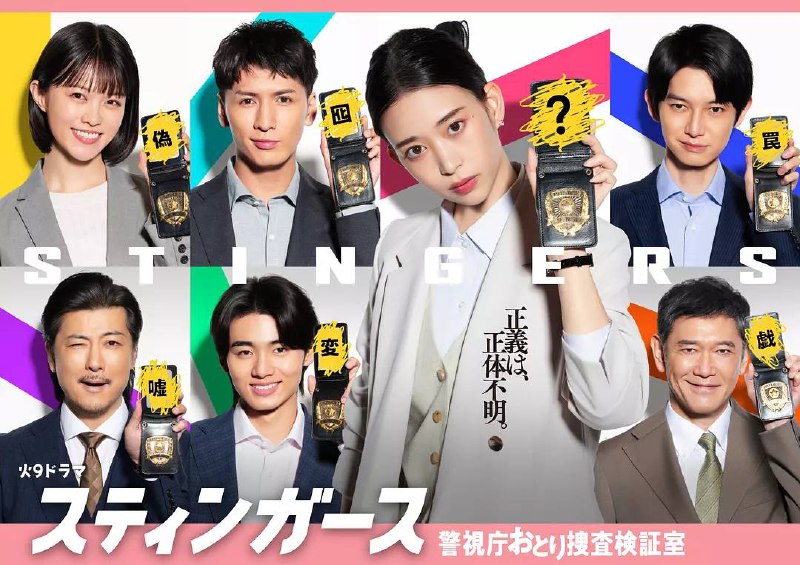 偽
囮
?
罠
STINGERS
正義は、
正体不明。
嘘
変
戯
火9ドラマ
スティンガース
警視庁おとり捜査検証室